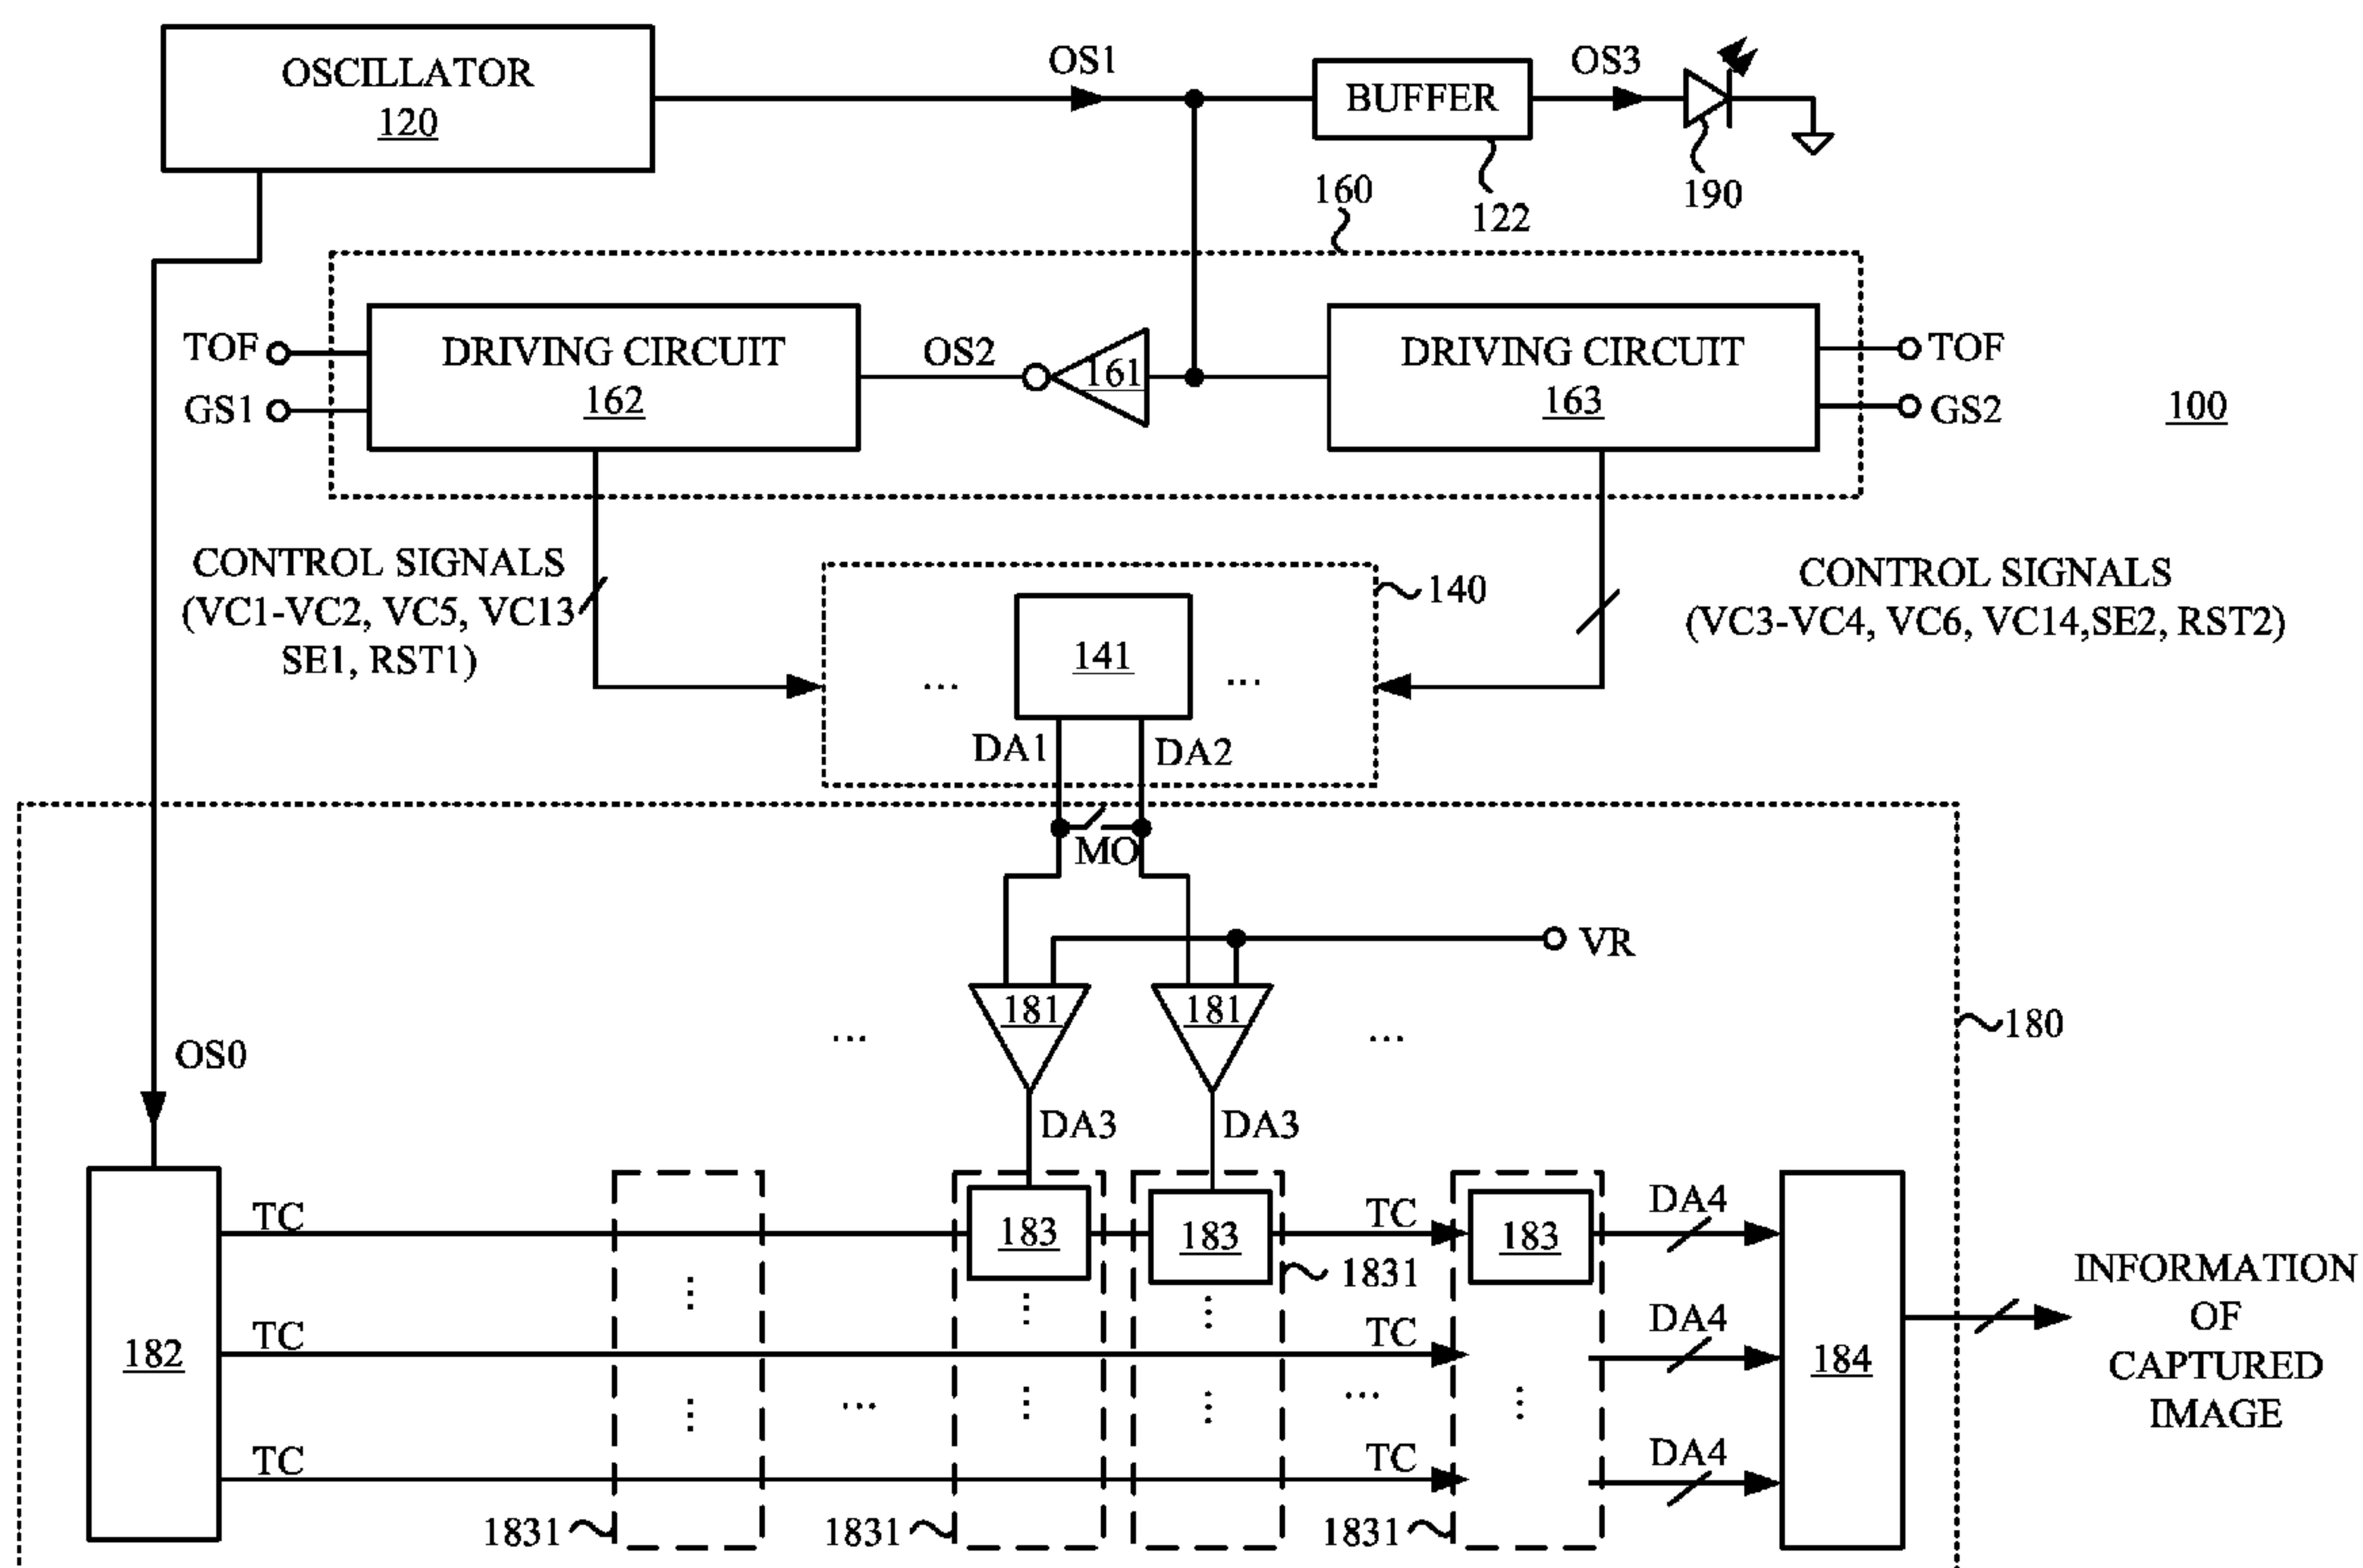 OSCILLATOR
120
OS1
BUFFER
OS3
122
190
160
TOF
GS1
DRIVING CIRCUIT
162
OS2
161
DRIVING CIRCUIT
163
TOF
GS2
100
CONTROL SIGNALS
(VC1-VC2, VC5, VC13
SE1, RST1)
140
141
...
...
CONTROL SIGNALS
(VC3-VC4, VC6, VC14,SE2, RST2)
DA1
DA2
MO
VR
181
181
...
...
180
OS0
DA3
DA3
182
TC
183
183
TC
183
DA4
1831
TC
TC
DA4
184
...
...
TC
TC
DA4
1831
1831
1831
INFORMATION
OF
CAPTURED
IMAGE